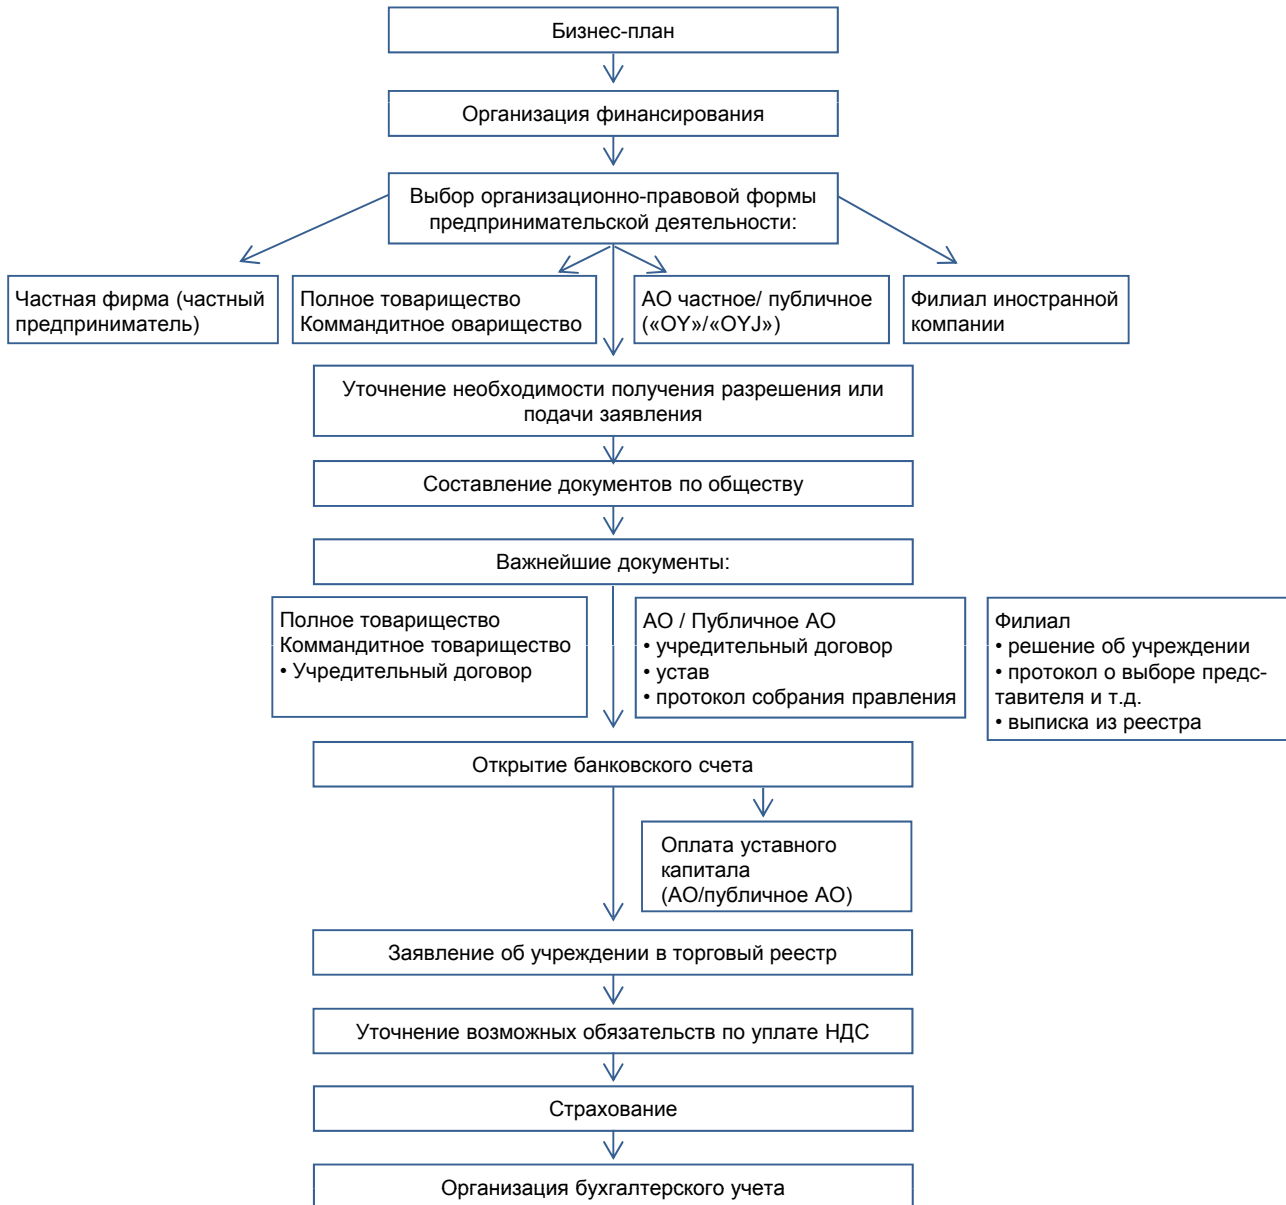 Бизнес-план
Организация финансирования
Выбор организационно-правовой формы
предпринимательской деятельности:
Частная фирма (частный
предприниматель)
Полное товарищество
Коммандитное оварищество
АО частное/ публичное
(«OY»/«OYJ»)
Филиал иностранной
компании
Уточнение необходимости получения разрешения или
подачи заявления
Составление документов по обществу
Важнейшие документы:
Полное товарищество
Коммандитное товарищество
• Учредительный договор
АО / Публичное АО
• учредительный договор
• устав
• протокол собрания правления
Филиал
• решение об учреждении
• протокол о выборе предс-
тавителя и т.д.
• выписка из реестра
Открытие банковского счета
Оплата уставного
капитала
(АО/публичное АО)
Заявление об учреждении в торговый реестр
Уточнение возможных обязательств по уплате НДС
Страхование
Организация бухгалтерского учета